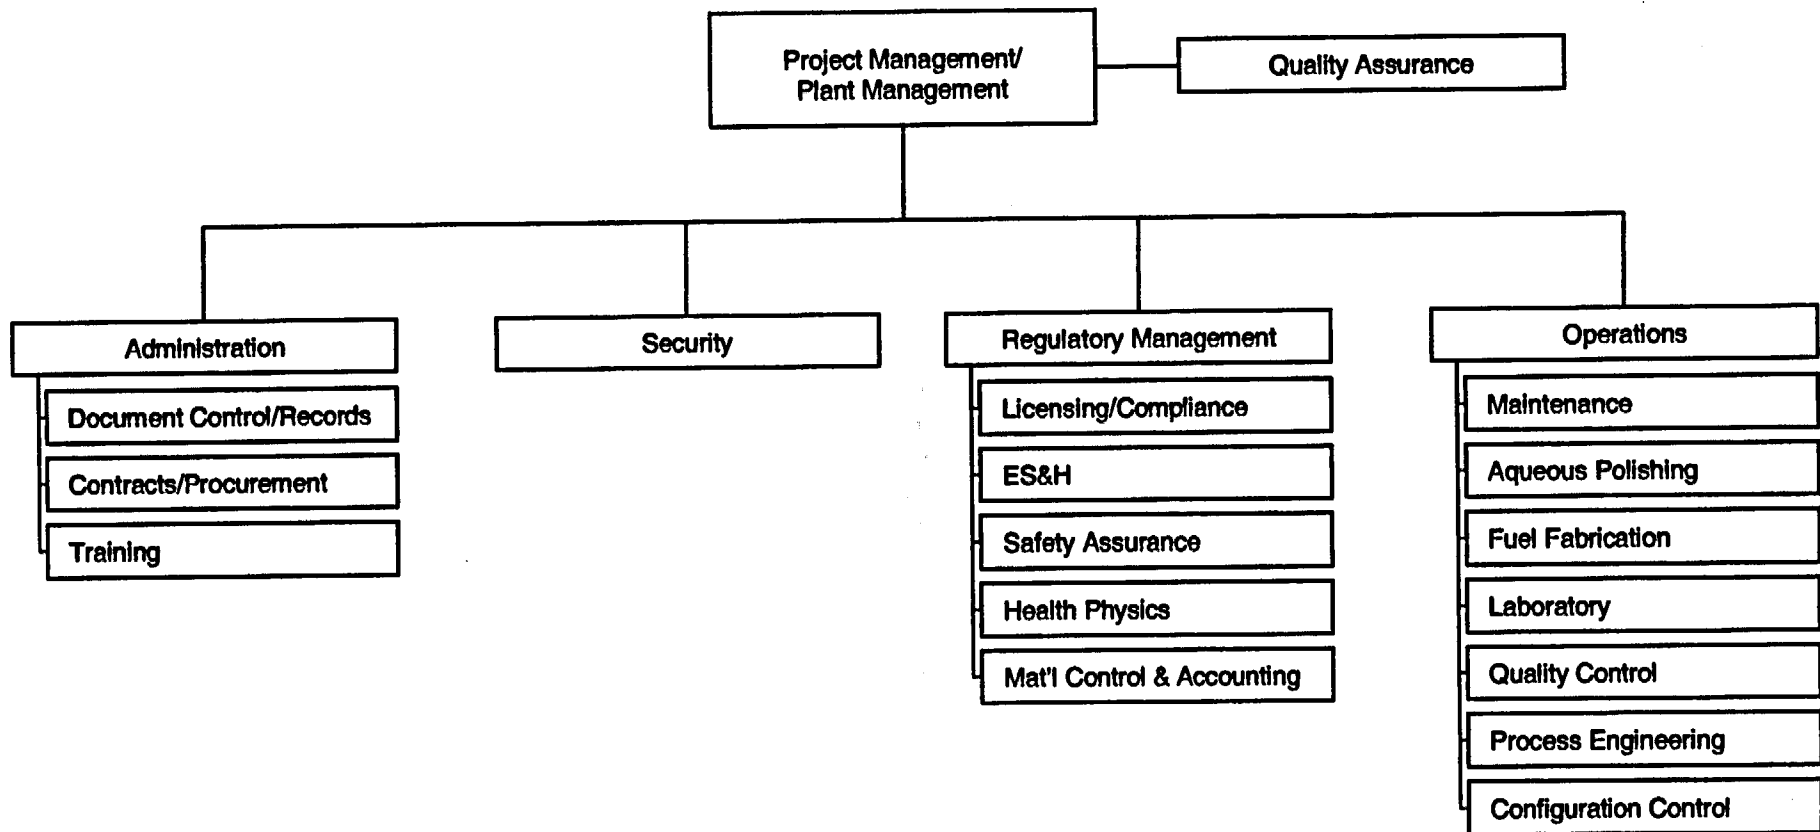 Project Management/
Plant Management
Quality Assurance
Administration
Document Control/Records
Contracts/Procurement
Training
Security
Regulatory Management
Licensing/Compliance
ES&H
Safety Assurance
Health Physics
Mat'l Control & Accounting
Operations
Maintenance
Aqueous Polishing
Fuel Fabrication
Laboratory
Quality Control
Process Engineering
Configuration Control